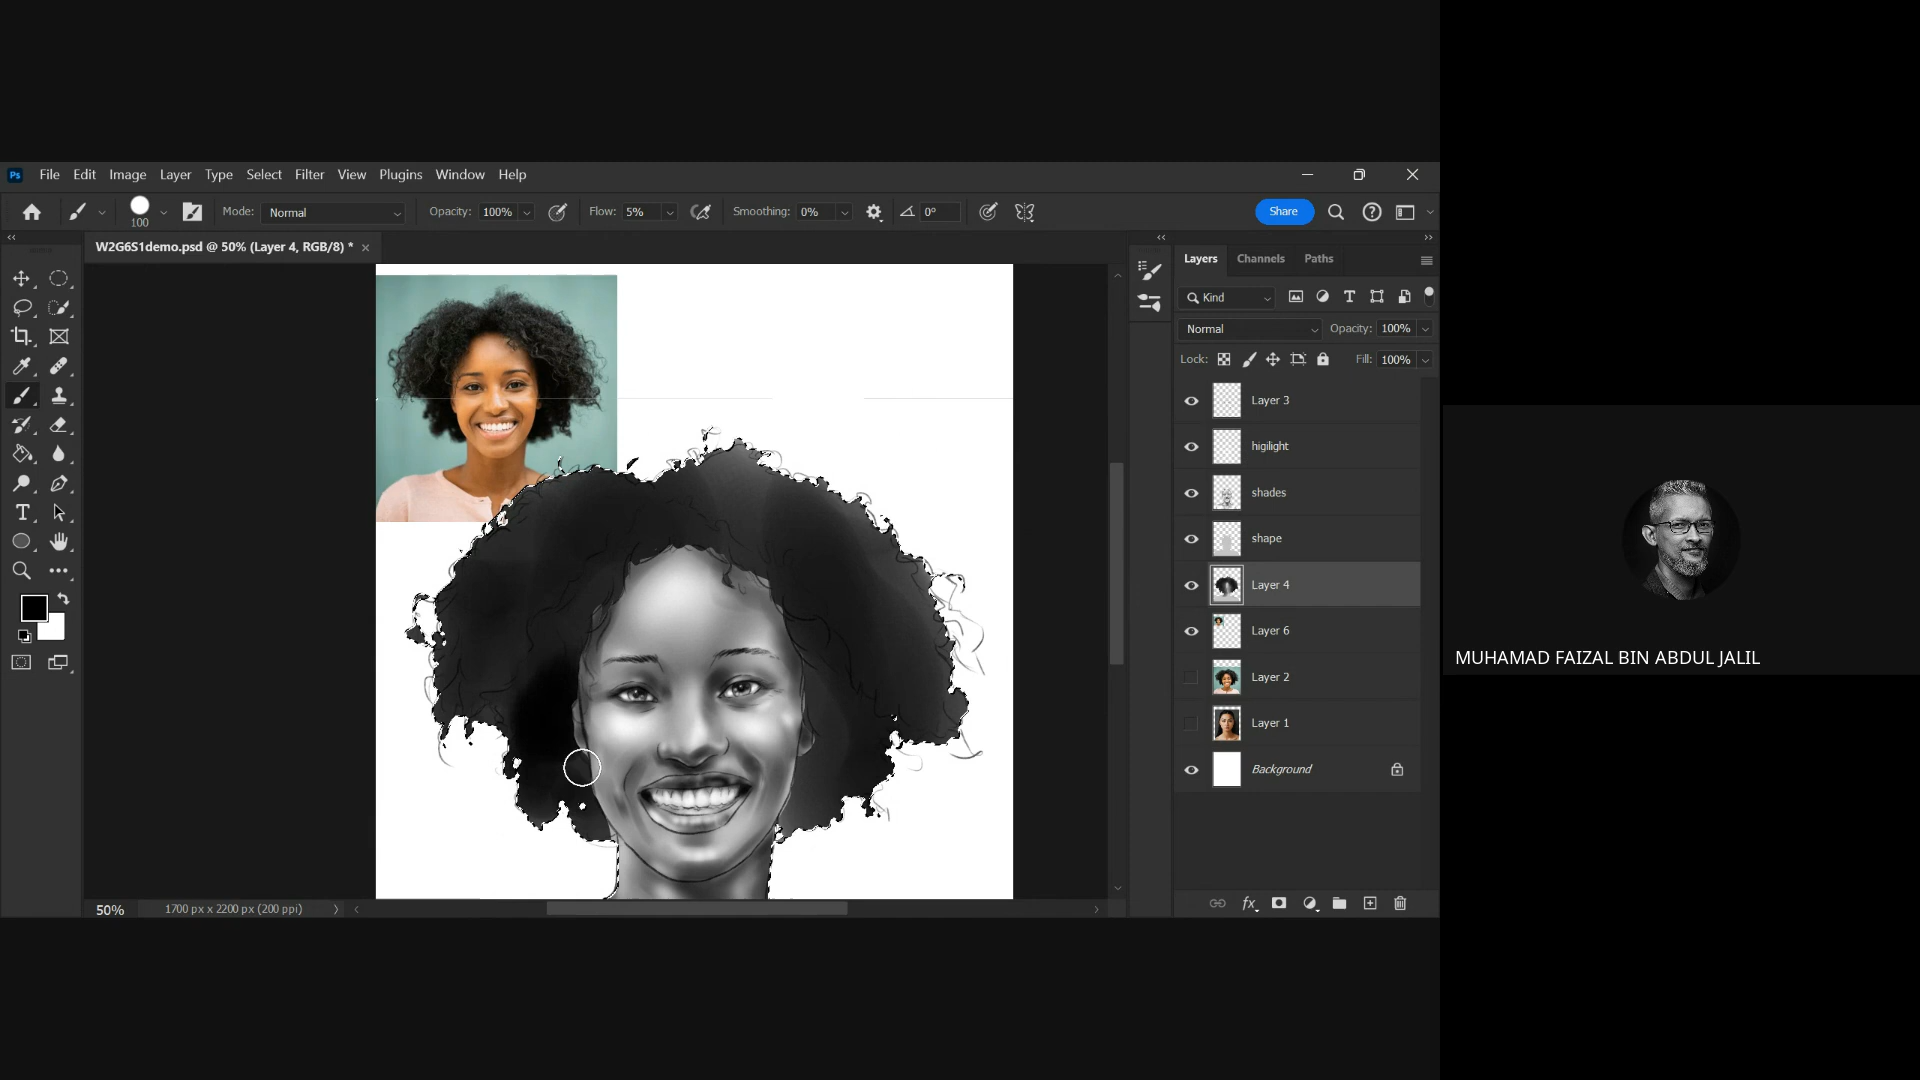 Ps File Edit Image Layer Type Select Filter View Plugins Window Help
100 Mode: Normal Opacity: 100% Flow: 5% Smoothing: 0% 0° Share
W2G6S1demo.psd @ 50% (Layer 4, RGB/8) *
Layers Channels Paths
Kind
Normal Opacity: 100%
Lock: Fill: 100%
Layer 3
higilight
shades
shape
Layer 4
Layer 6
Layer 2
Layer 1
Background
fx
50% 1700 px x 2200 px (200 ppi)
MUHAMAD FAIZAL BIN ABDUL JALIL